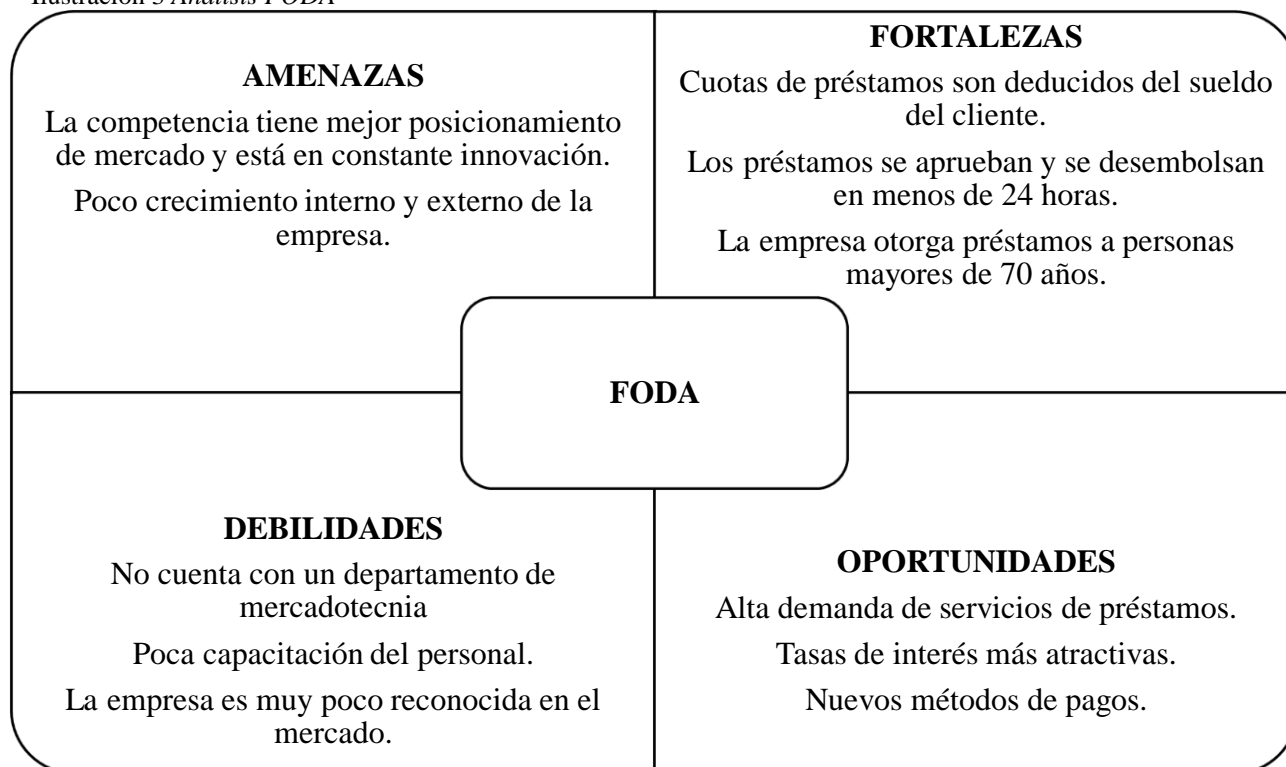 Ilustración 3 Análisis FODA
AMENAZAS
La competencia tiene mejor posicionamiento
de mercado y está en constante innovación.
Poco crecimiento interno y externo de la
empresa.
FORTALEZAS
Cuotas de préstamos son deducidos del sueldo
del cliente.
Los préstamos se aprueban y se desembolsan
en menos de 24 horas.
La empresa otorga préstamos a personas
mayores de 70 años.
FODA
DEBILIDADES
No cuenta con un departamento de
mercadotecnia
Poca capacitación del personal.
La empresa es muy poco reconocida en el
mercado.
OPORTUNIDADES
Alta demanda de servicios de préstamos.
Tasas de interés más atractivas.
Nuevos métodos de pagos.